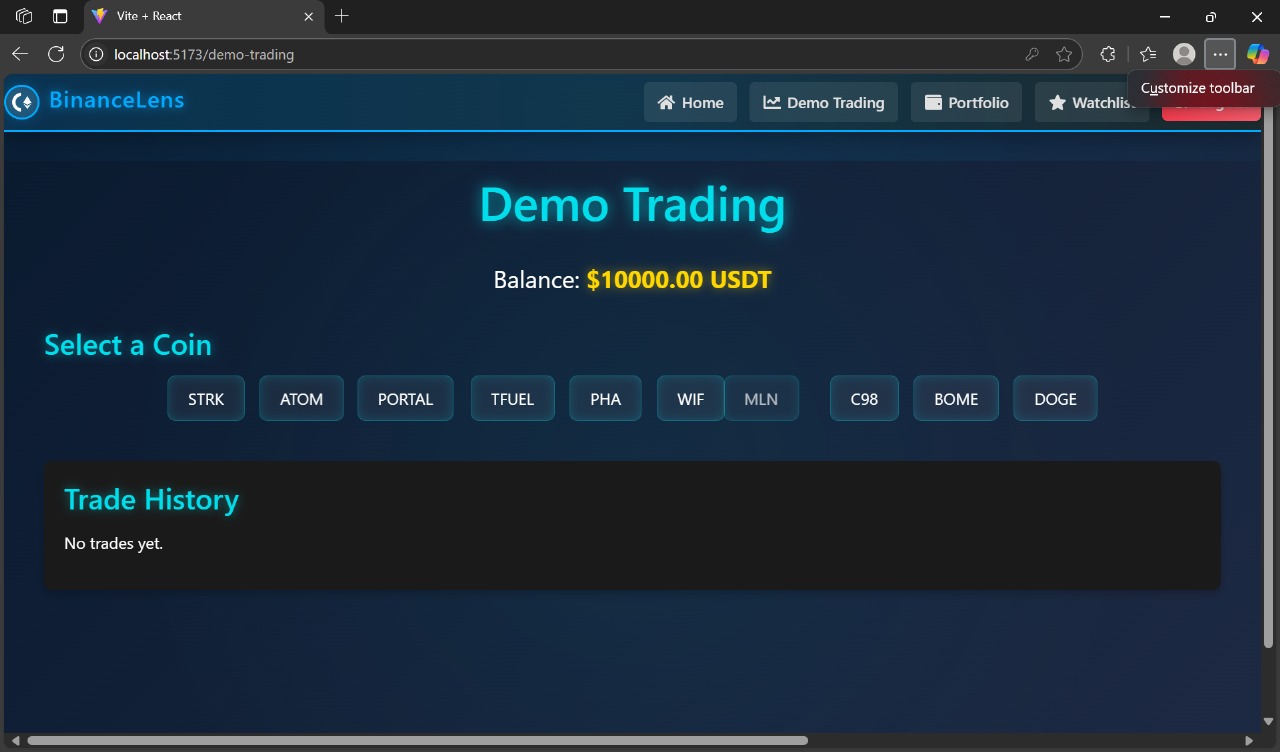 Vite + React
localhost:5173/demo-trading
Customize toolbar
BinanceLens
Home
Demo Trading
Portfolio
Demo Trading
Balance: $10000.00 USDT
Select a Coin
STRK ATOM PORTAL TFUEL PHA WIF MLN C98 BOME DOGE
Trade History
No trades yet.